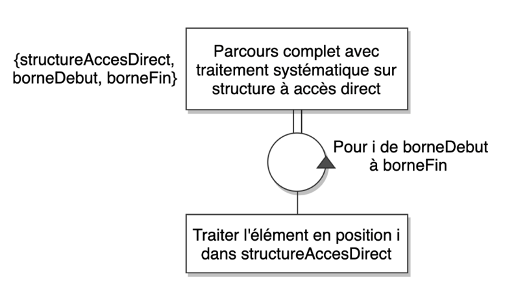 {structureAccesDirect,
borneDebut, borneFin}
Parcours complet avec
traitement systématique sur
structure à accès direct
Pour i de borneDebut
à borneFin
Traiter l'élément en position i
dans structureAccesDirect